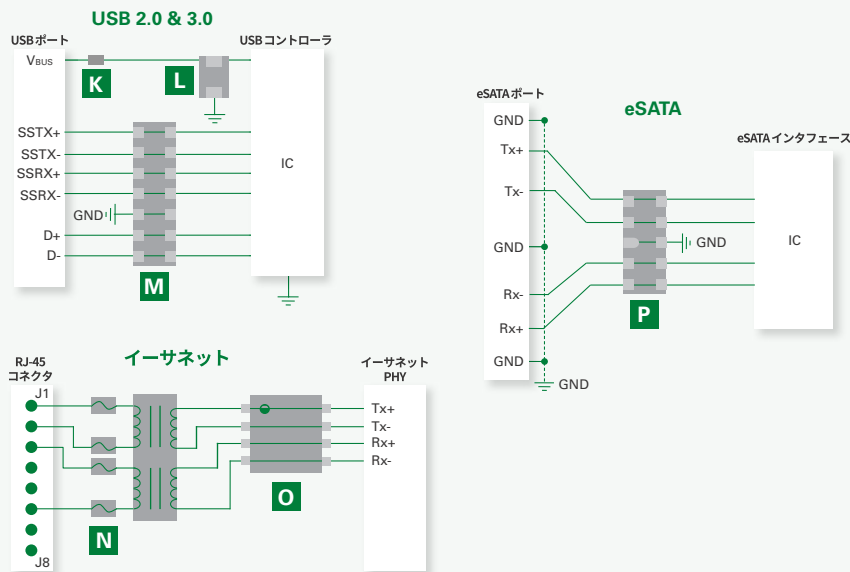 USB 2.0 & 3.0
USBポート
USBコントローラ
VBUS
K
L
SSTX+
SSTX-
SSRX+
SSRX-
GND
D+
D-
IC
M
eSATAポート
eSATA
eSATAインタフェース
GND
Tx+
Tx-
GND
GND
IC
Rx-
Rx+
P
GND
GND
イーサネット
RJ-45
コネクタ
イーサネット
PHY
J1
Tx+
Tx-
Rx+
Rx-
N
O
J8